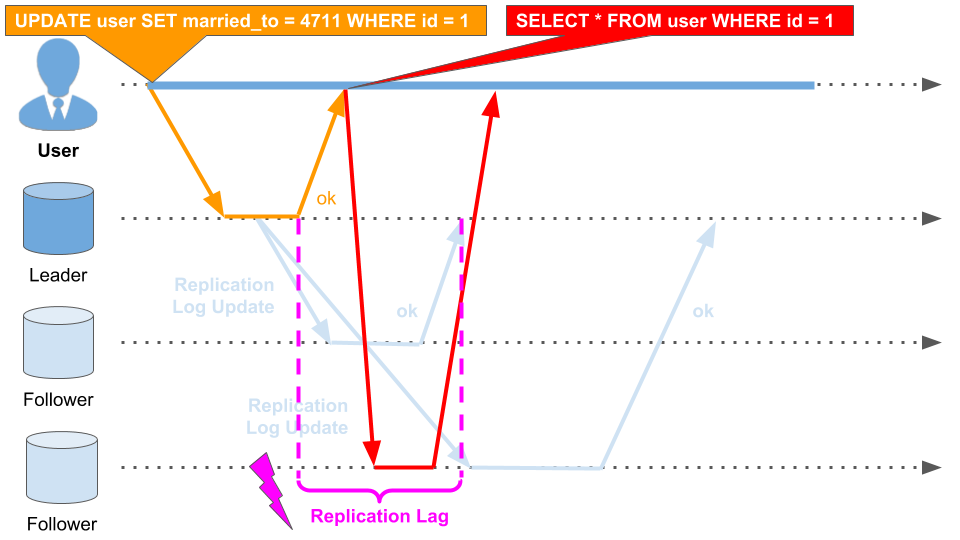 UPDATE user SET married_to = 4711 WHERE id = 1
SELECT * FROM user WHERE id = 1
User
ok
Leader
Replication
Log Update
ok
ok
Follower
Replication
Log Update
Replication Lag
Follower